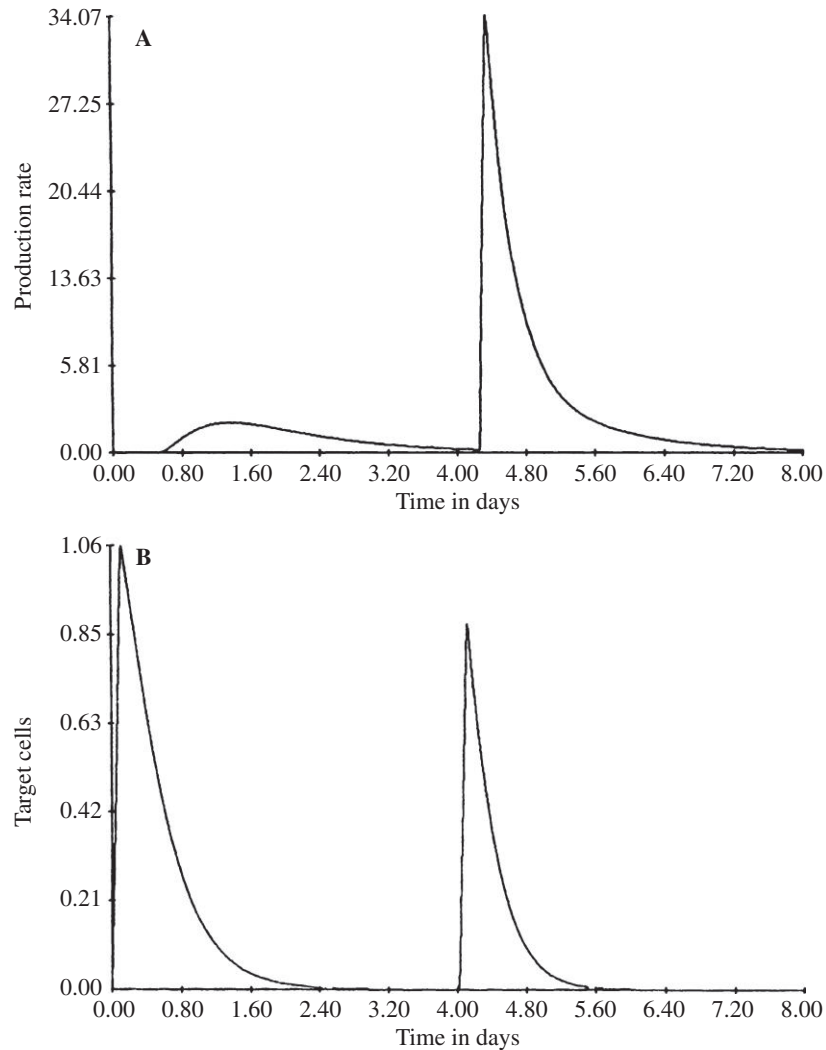 A
34.07
27.25
20.44
13.63
5.81
0.00
Production rate
0.00 0.80 1.60 2.40 3.20 4.00 4.80 5.60 6.40 7.20 8.00
Time in days
B
1.06
0.85
0.63
0.42
0.21
0.00
Target cells
0.00 0.80 1.60 2.40 3.20 4.00 4.80 5.60 6.40 7.20 8.00
Time in days